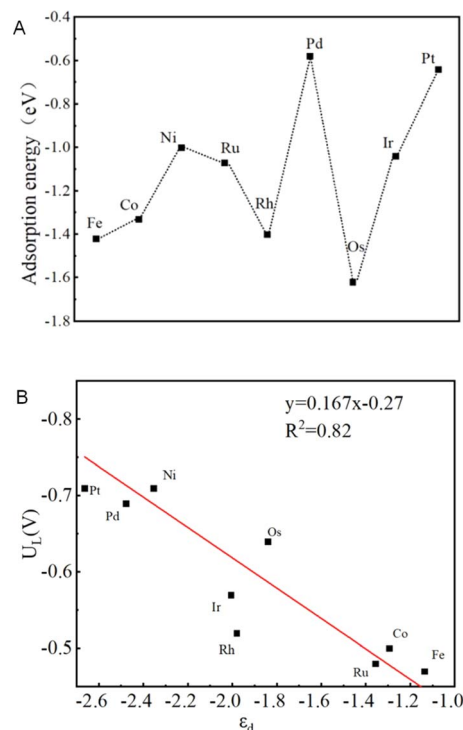 A
Adsorption energy（eV）
-0.4
-0.6
-0.8
-1.0
-1.2
-1.4
-1.6
-1.8
Fe
Co
Ni
Ru
Rh
Pd
Os
Ir
Pt
B
y=0.167x-0.27
R²=0.82
U_L(V)
-0.8
-0.7
-0.6
-0.5
Pt
Pd
Ni
Ir
Rh
Os
Ru
Co
Fe
-2.6 -2.4 -2.2 -2.0 -1.8 -1.6 -1.4 -1.2 -1.0
ε_d